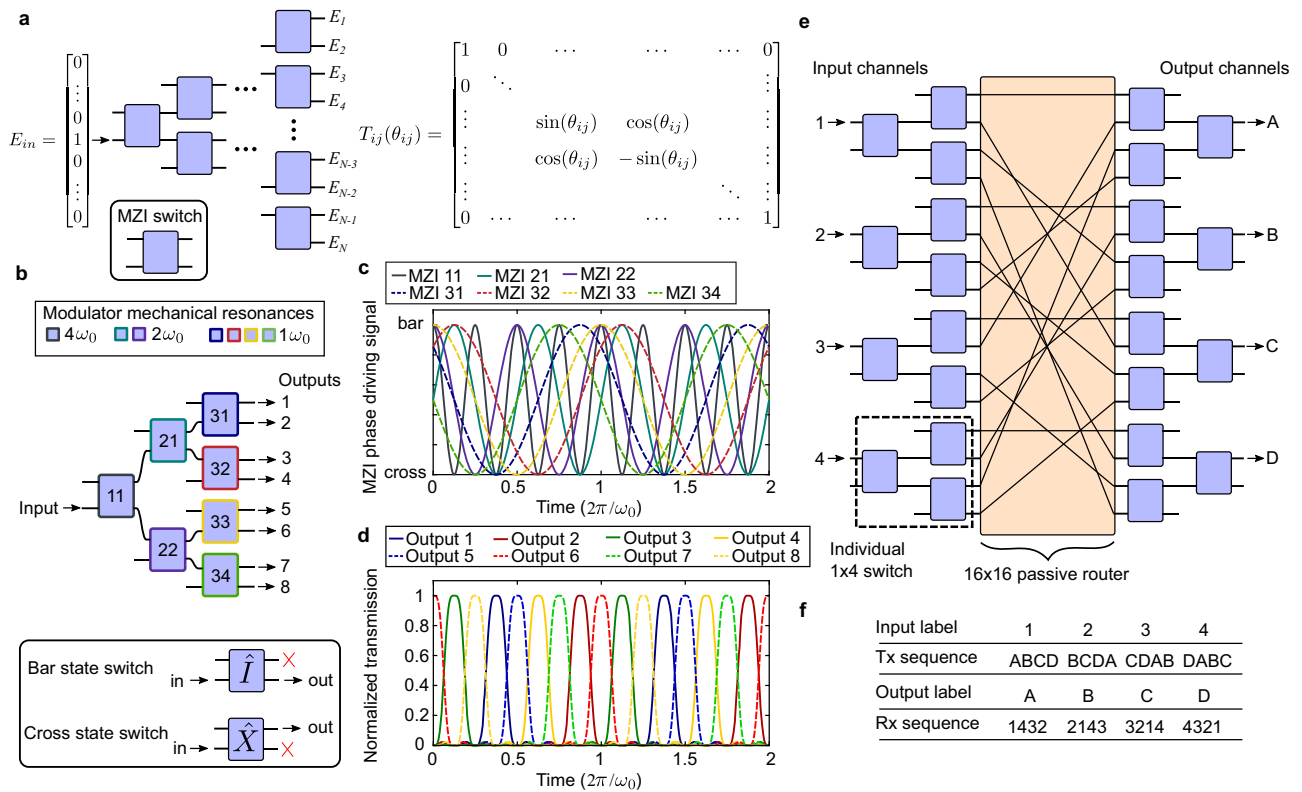 a
E_in =
0
⋮
0
1
0
⋮
0
E_1
E_2
E_3
E_4
E_N-3
E_N-2
E_N-1
E_N
MZI switch
T_ij(θ_ij) =
1 0 ⋯ ⋯ 0
0 ⋱ ⋮
⋮ sin(θ_ij) cos(θ_ij) ⋮
⋮ cos(θ_ij) − sin(θ_ij) ⋮
⋮ ⋱ ⋮
0 ⋯ ⋯ ⋯ 1
b
Modulator mechanical resonances
4ω_0 2ω_0 1ω_0
Outputs
Input
11
21
22
31
32
33
34
1
2
3
4
5
6
7
8
Bar state switch
in
Î
X
out
Cross state switch
in
X̂
out
X
c
MZI 11 MZI 21 MZI 22
MZI 31 MZI 32 MZI 33 MZI 34
MZI phase driving signal
bar
cross
0 0.5 1 1.5 2
Time (2π/ω_0)
d
Output 1 Output 2 Output 3 Output 4
Output 5 Output 6 Output 7 Output 8
Normalized transmission
1
0.8
0.6
0.4
0.2
0
0 0.5 1 1.5 2
Time (2π/ω_0)
e
Input channels
Output channels
1
2
3
4
A
B
C
D
Individual
1x4 switch
16x16 passive router
f
Input label 1 2 3 4
Tx sequence ABCD BCDA CDAB DABC
Output label A B C D
Rx sequence 1432 2143 3214 4321